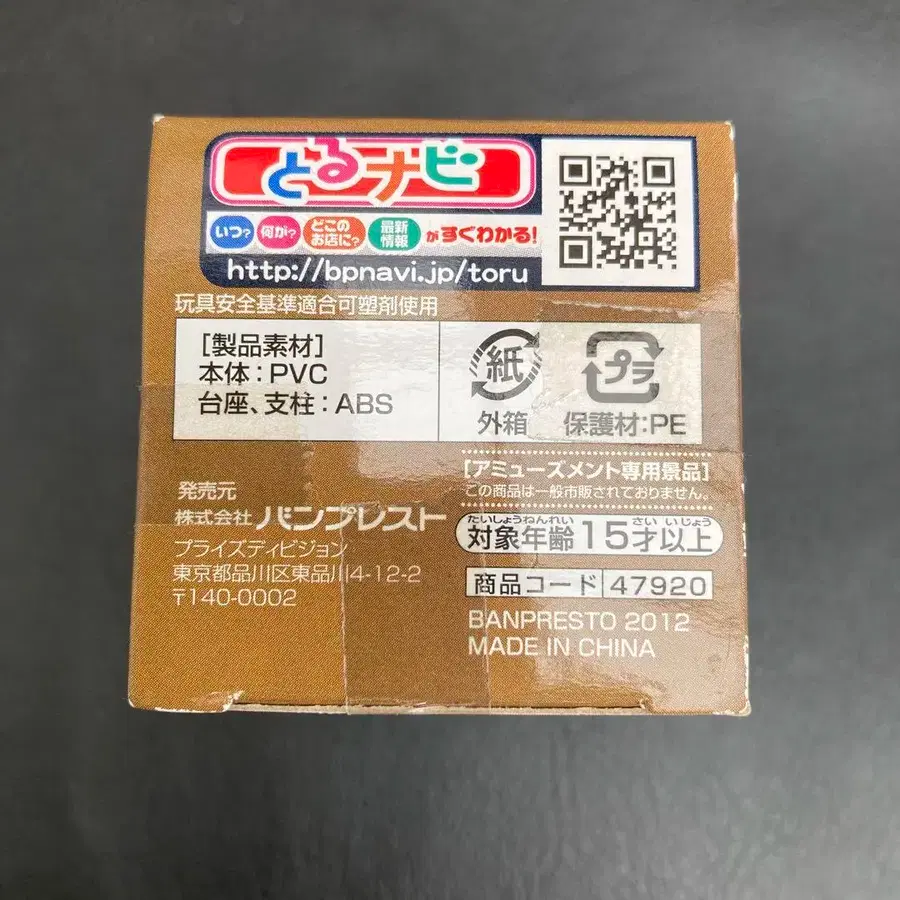 とるナビ
いつ? 何が? どこのお店に? 最新情報 がすぐわかる!
http://bpnavi.jp/toru
玩具安全基準適合可塑剤使用
[製品素材]
本体:PVC
台座、支柱:ABS
紙
外箱
プラ
保護材:PE
[アミューズメント専用景品]
この商品は一般市販されておりません。
発売元
株式会社 バンプレスト
プライズディビジョン
東京都品川区東品川4-12-2
〒140-0002
たいしょうねんれい さい いじょう
対象年齢 15才以上
商品コード 47920
BANPRESTO 2012
MADE IN CHINA